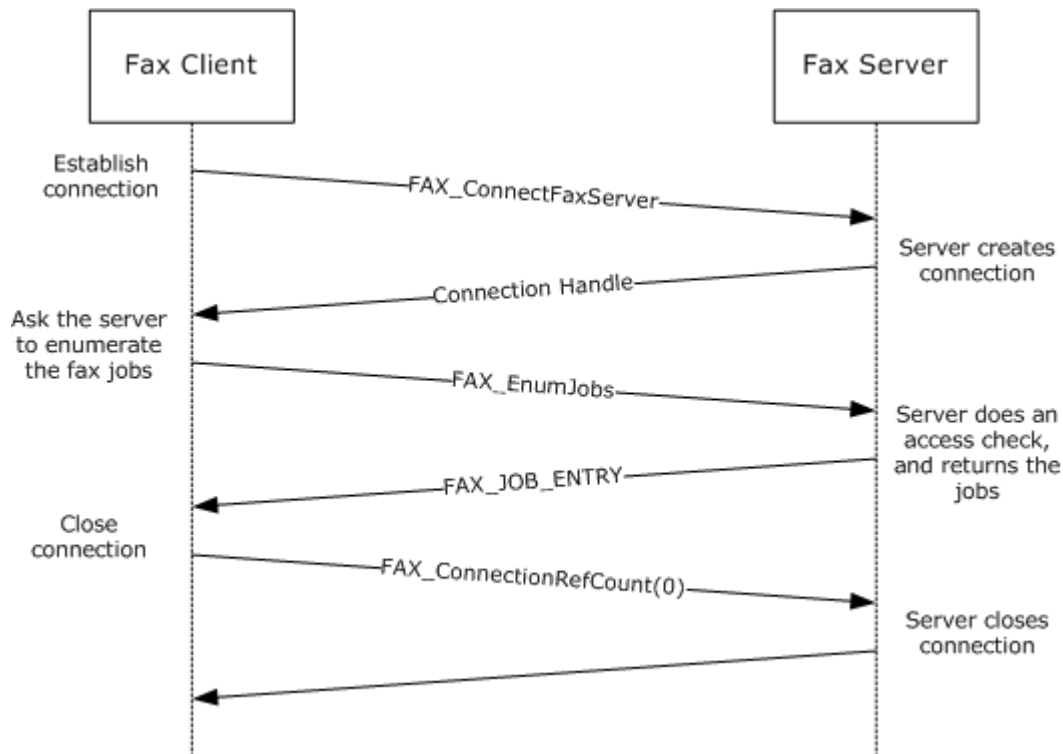 Fax Client
Fax Server
Establish
connection
FAX_ConnectFaxServer
Server creates
connection
Connection Handle
Ask the server
to enumerate
the fax jobs
FAX_EnumJobs
Server does an
access check,
and returns the
jobs
FAX_JOB_ENTRY
Close
connection
FAX_ConnectionRefCount(0)
Server closes
connection